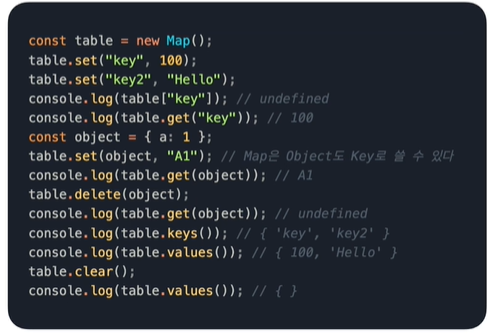 const table = new Map();
table.set("key", 100);
table.set("key2", "Hello");
console.log(table["key"]); // undefined
console.log(table.get("key")); // 100
const object = { a: 1 };
table.set(object, "A1"); // Map은 Object도 Key로 쓸 수 있다
console.log(table.get(object)); // A1
table.delete(object);
console.log(table.get(object)); // undefined
console.log(table.keys()); // { 'key', 'key2' }
console.log(table.values()); // { 100, 'Hello' }
table.clear();
console.log(table.values()); // { }